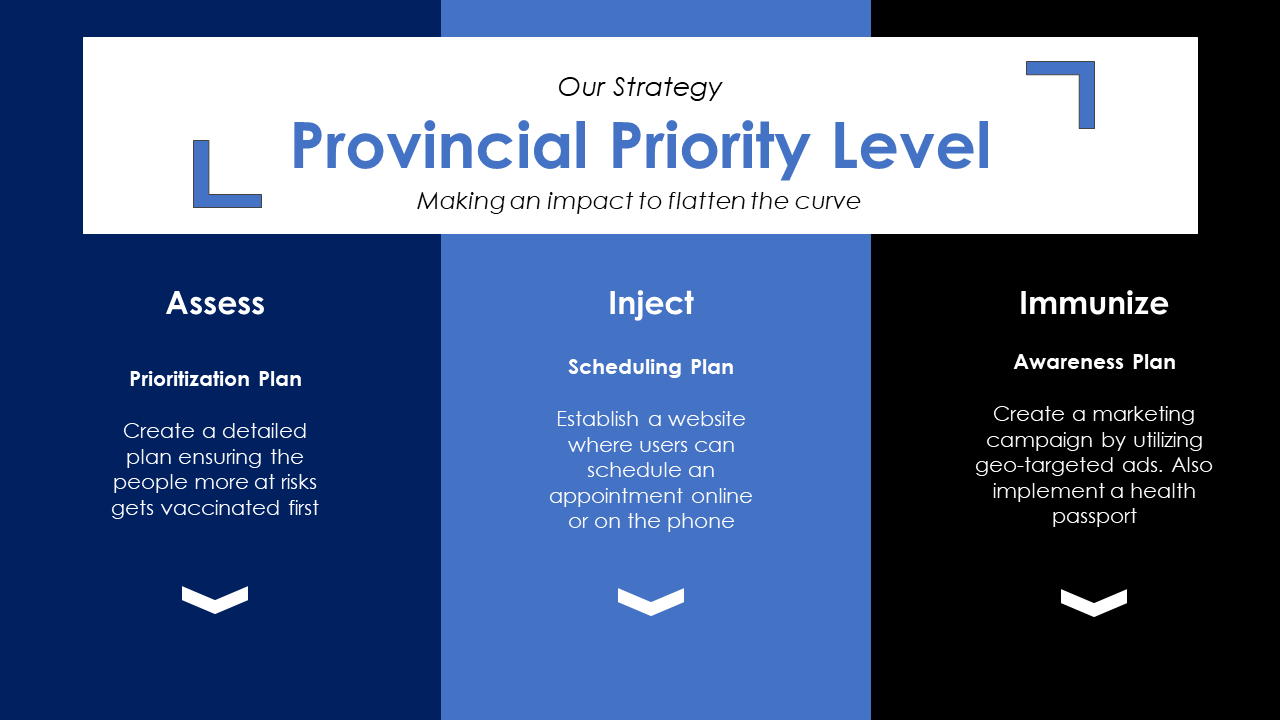 Our Strategy
Provincial Priority Level
Making an impact to flatten the curve
Assess
Prioritization Plan
Create a detailed
plan ensuring the
people more at risks
gets vaccinated first
Inject
Scheduling Plan
Establish a website
where users can
schedule an
appointment online
or on the phone
Immunize
Awareness Plan
Create a marketing
campaign by utilizing
geo-targeted ads. Also
implement a health
passport